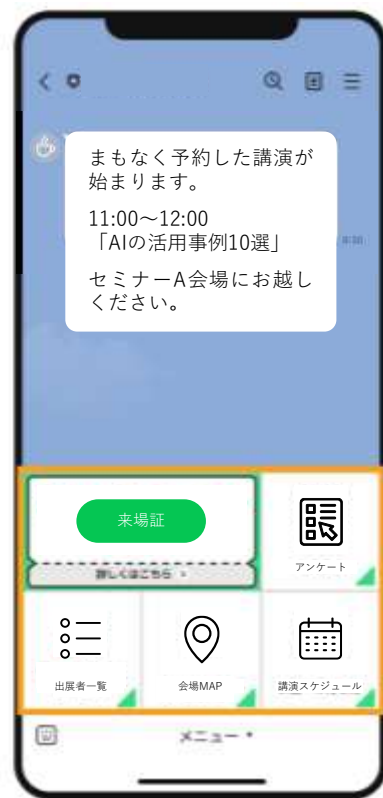 まもなく予約した講演が
始まります。
11:00〜12:00
「AIの活用事例10選」
セミナーA会場にお越し
ください。
来場証
詳しくはこちら
アンケート
出展者一覧
会場MAP
講演スケジュール
メニュー